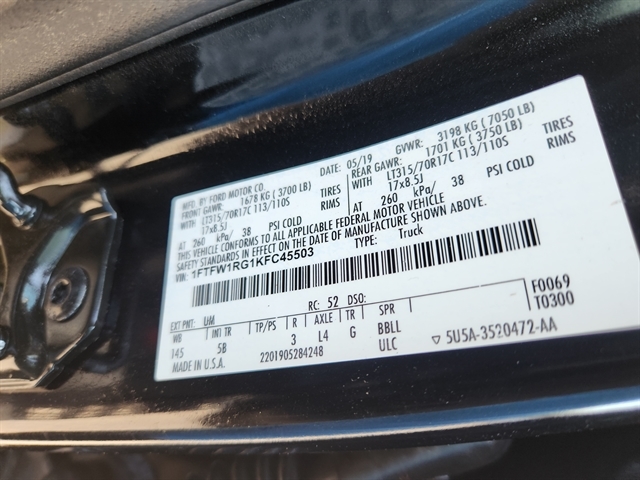 MFD. BY FORD MOTOR CO.
DATE: 05/19 GVWR: 3198 KG ( 7050 LB)
FRONT GAWR: 1678 KG ( 3700 LB) REAR GAWR: 1701 KG ( 3750 LB)
WITH LT315/70R17C 113/110S TIRES WITH LT315/70R17C 113/110S TIRES
17x8.5J RIMS 17x8.5J RIMS
AT 260 kPa/ 38 PSI COLD AT 260 kPa/ 38 PSI COLD
THIS VEHICLE CONFORMS TO ALL APPLICABLE FEDERAL MOTOR VEHICLE
SAFETY STANDARDS IN EFFECT ON THE DATE OF MANUFACTURE SHOWN ABOVE.
VIN: 1FTFW1RG1KFC45503
TYPE: Truck
F0069
T0300
RC: 52 DSO:
EXT PNT: UM
WB INT TR TP/PS R AXLE TR SPR
145 5B 3 L4 G BBLL
MADE IN U.S.A. 2201905284248 ULC
▽ 5U5A-3520472-AA